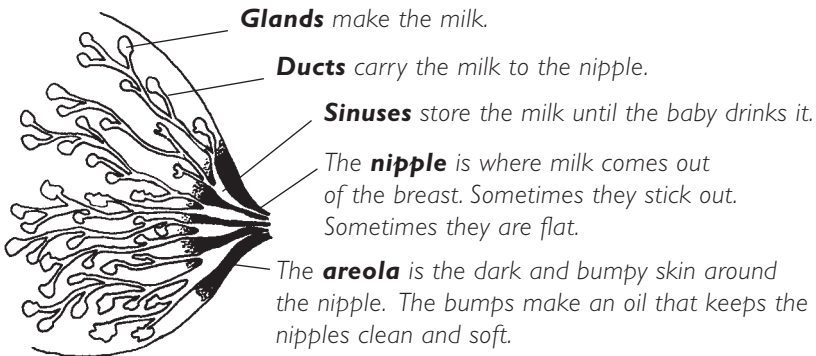 Glands make the milk.
Ducts carry the milk to the nipple.
Sinuses store the milk until the baby drinks it.
The nipple is where milk comes out
of the breast. Sometimes they stick out.
Sometimes they are flat.
The areola is the dark and bumpy skin around
the nipple. The bumps make an oil that keeps the
nipples clean and soft.